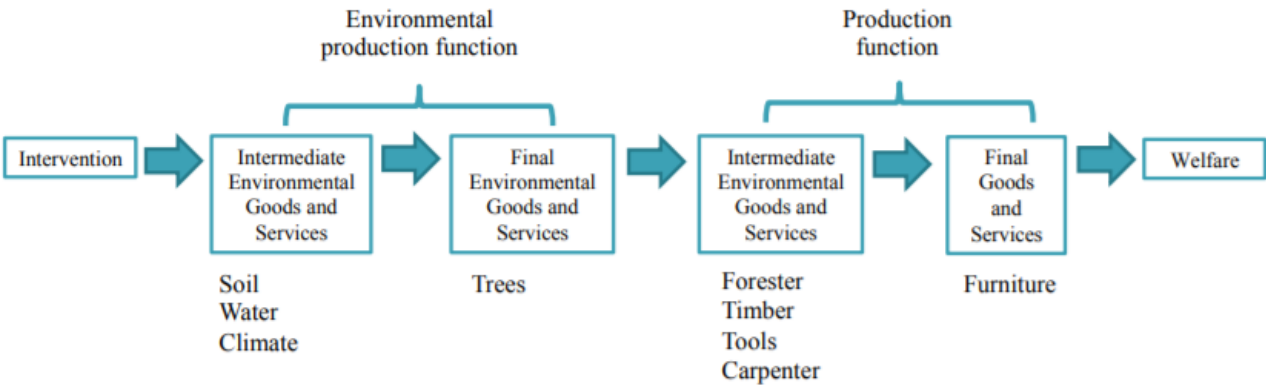 Environmental
production function
Production
function
Intervention
Intermediate
Environmental
Goods and
Services
Final
Environmental
Goods and
Services
Intermediate
Environmental
Goods and
Services
Final
Goods
and
Services
Welfare
Soil
Water
Climate
Trees
Forester
Timber
Tools
Carpenter
Furniture